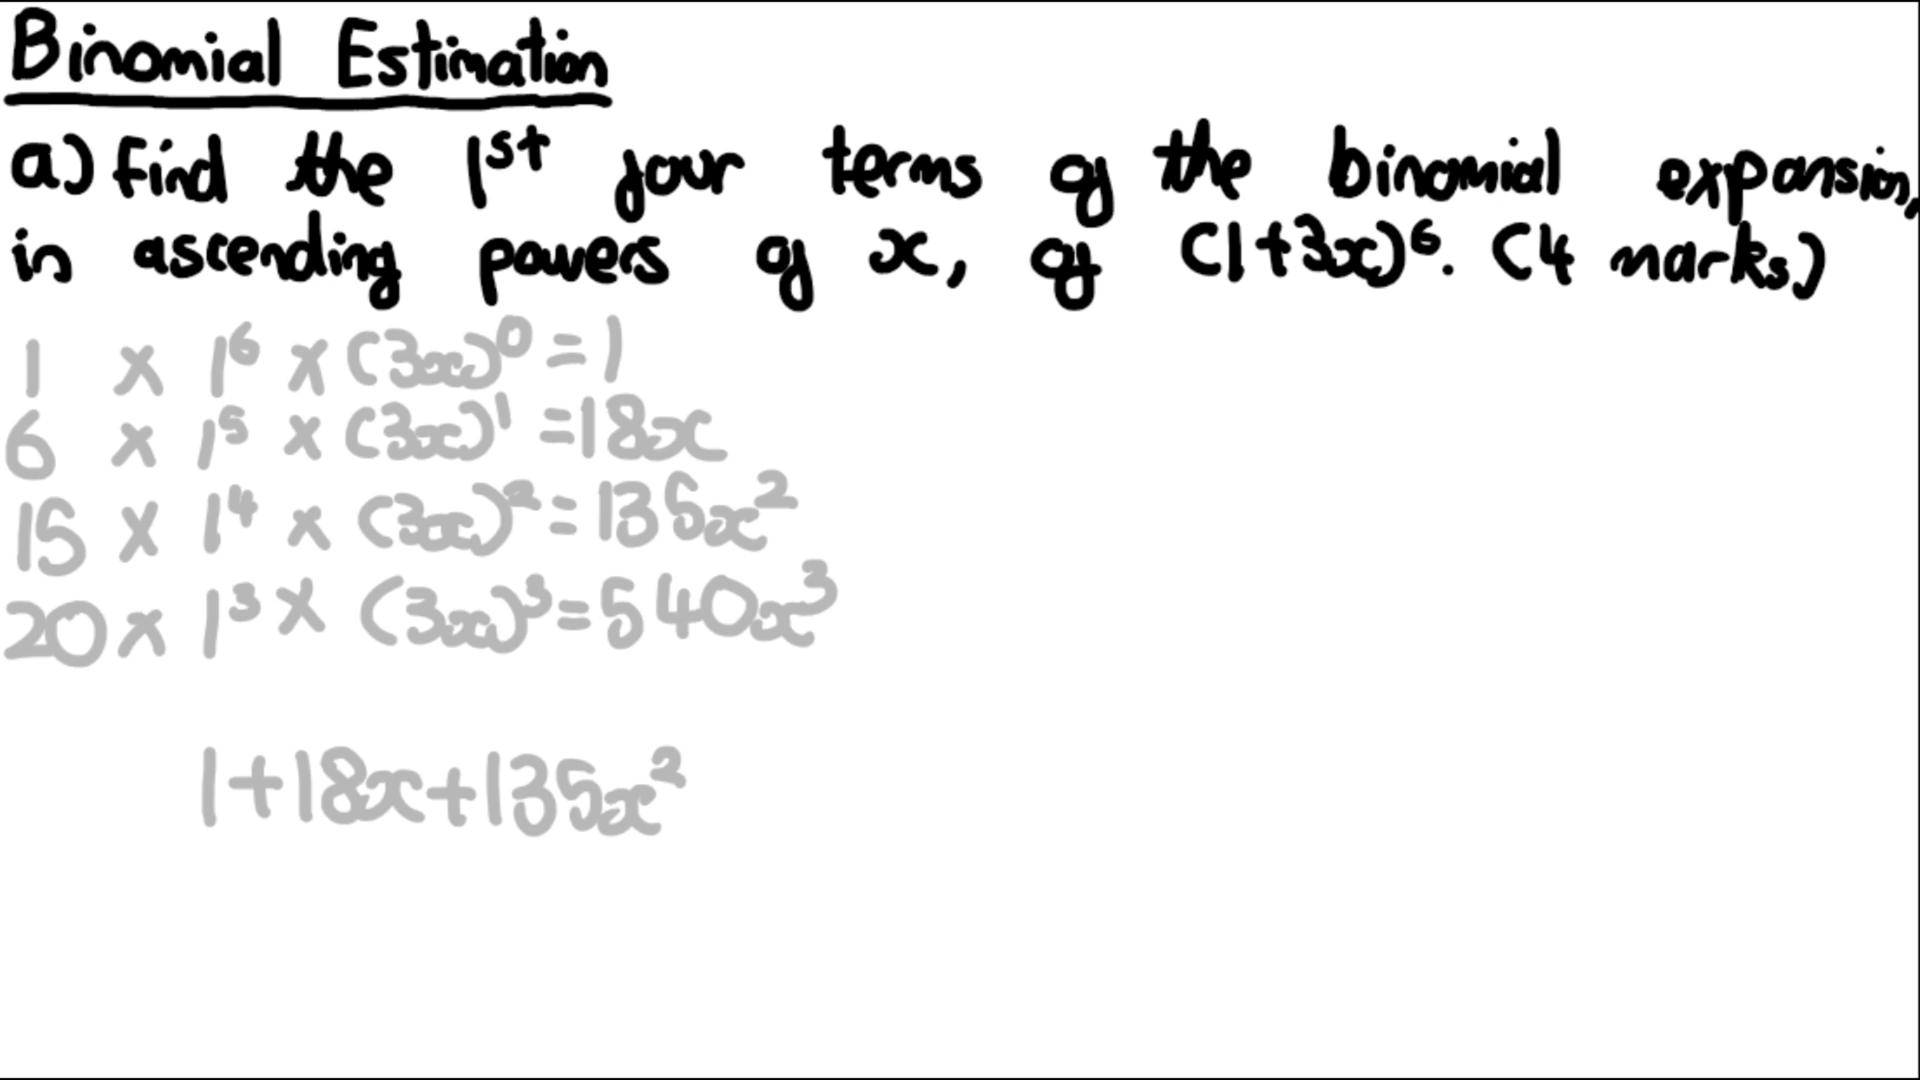 Binomial Estimation
a) Find the 1st four terms of the binomial expansion,
in ascending powers of x, of (1+3x)⁶. (4 marks)
1 × 1⁶ × (3x)⁰ = 1
6 × 1⁵ × (3x)¹ = 18x
15 × 1⁴ × (3x)² = 135x²
20 × 1³ × (3x)³ = 540x³
1+18x+135x²